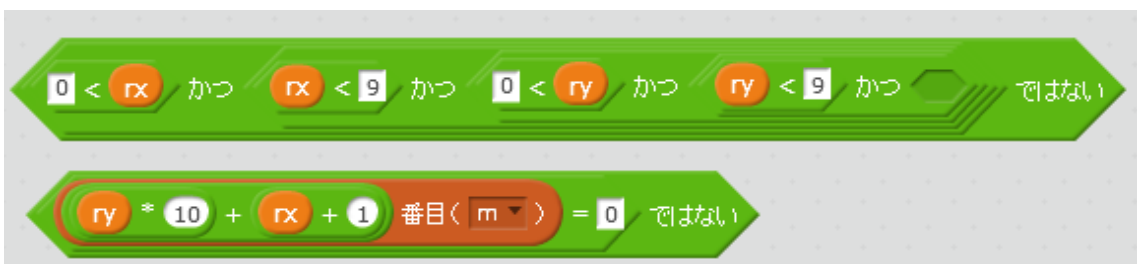 0 < rx かつ rx < 9 かつ 0 < ry かつ ry < 9 かつ ではない
ry * 10 + rx + 1 番目( m ▼ ) = 0 ではない